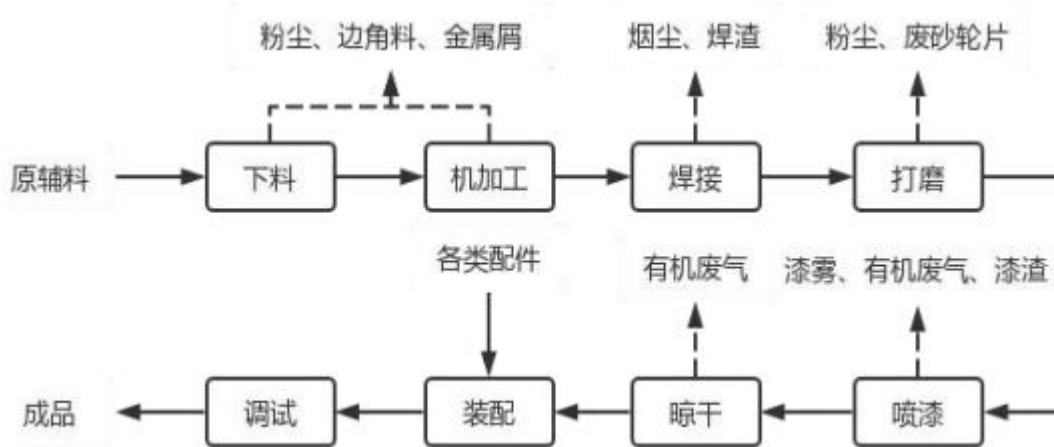 粉尘、边角料、金属屑
烟尘、焊渣
粉尘、废砂轮片
原辅料
下料
机加工
焊接
打磨
各类配件
有机废气
漆雾、有机废气、漆渣
成品
调试
装配
晾干
喷漆